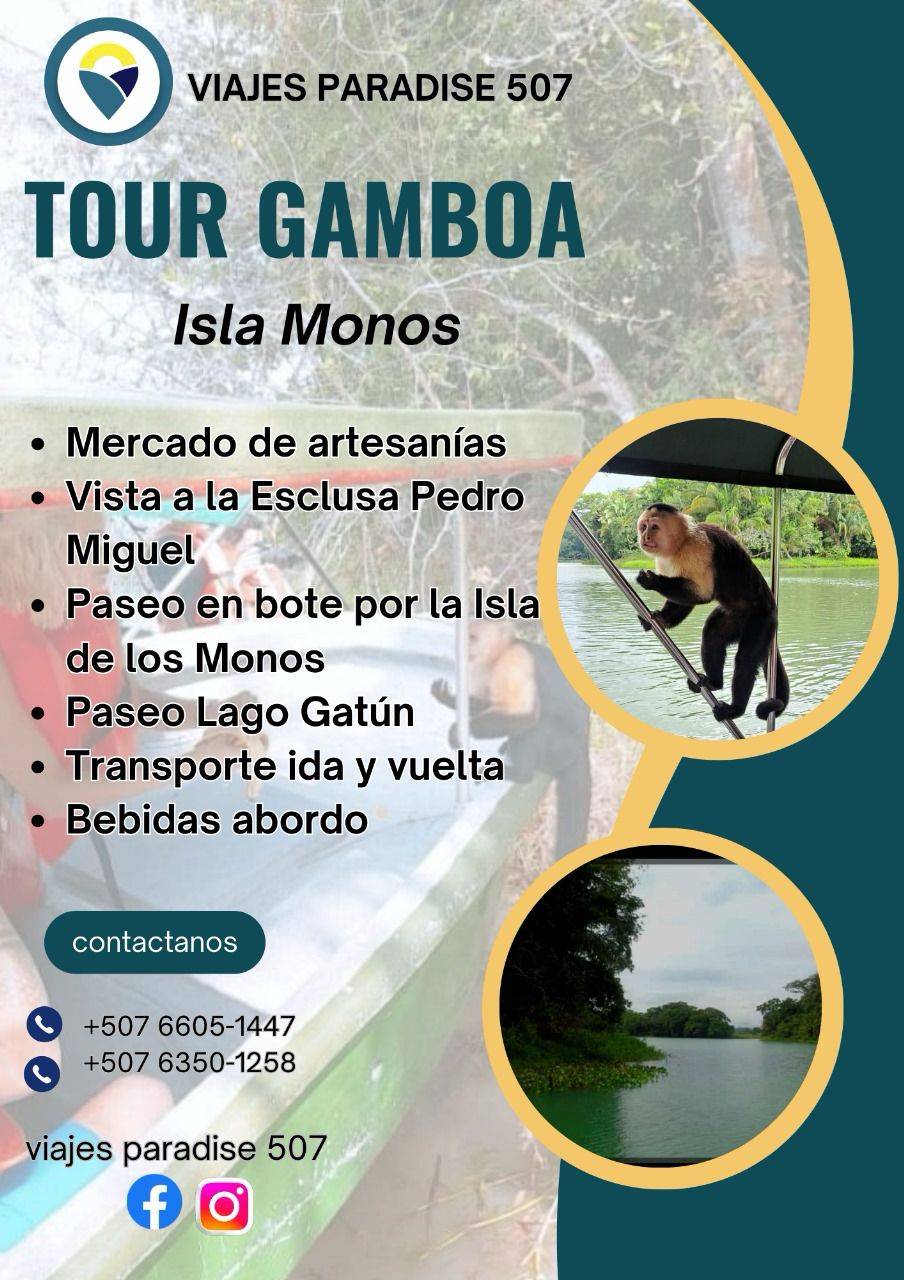 VIAJES PARADISE 507
TOUR GAMBOA
Isla Monos
• Mercado de artesanías
• Vista a la Esclusa Pedro
Miguel
• Paseo en bote por la Isla
de los Monos
• Paseo Lago Gatún
• Transporte ida y vuelta
• Bebidas abordo
contactanos
+507 6605-1447
+507 6350-1258
viajes paradise 507